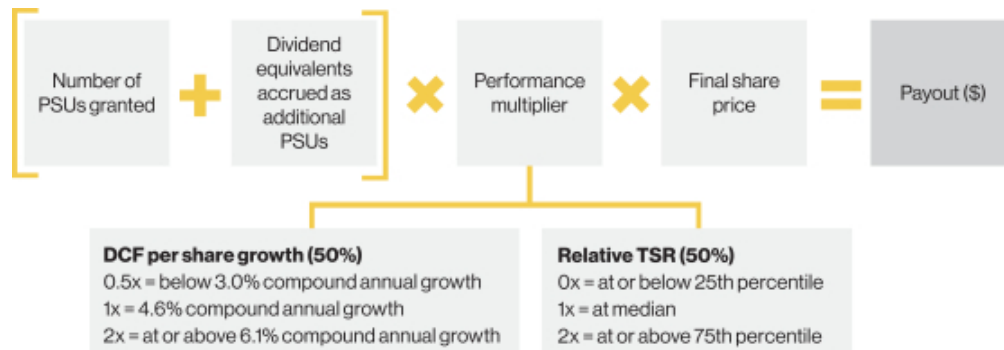 Number of
PSUs granted
+
Dividend
equivalents
accrued as
additional
PSUs
×
Performance
multiplier
×
Final share
price
=
Payout ($)
DCF per share growth (50%)
0.5x = below 3.0% compound annual growth
1x = 4.6% compound annual growth
2x = at or above 6.1% compound annual growth
Relative TSR (50%)
0x = at or below 25th percentile
1x = at median
2x = at or above 75th percentile